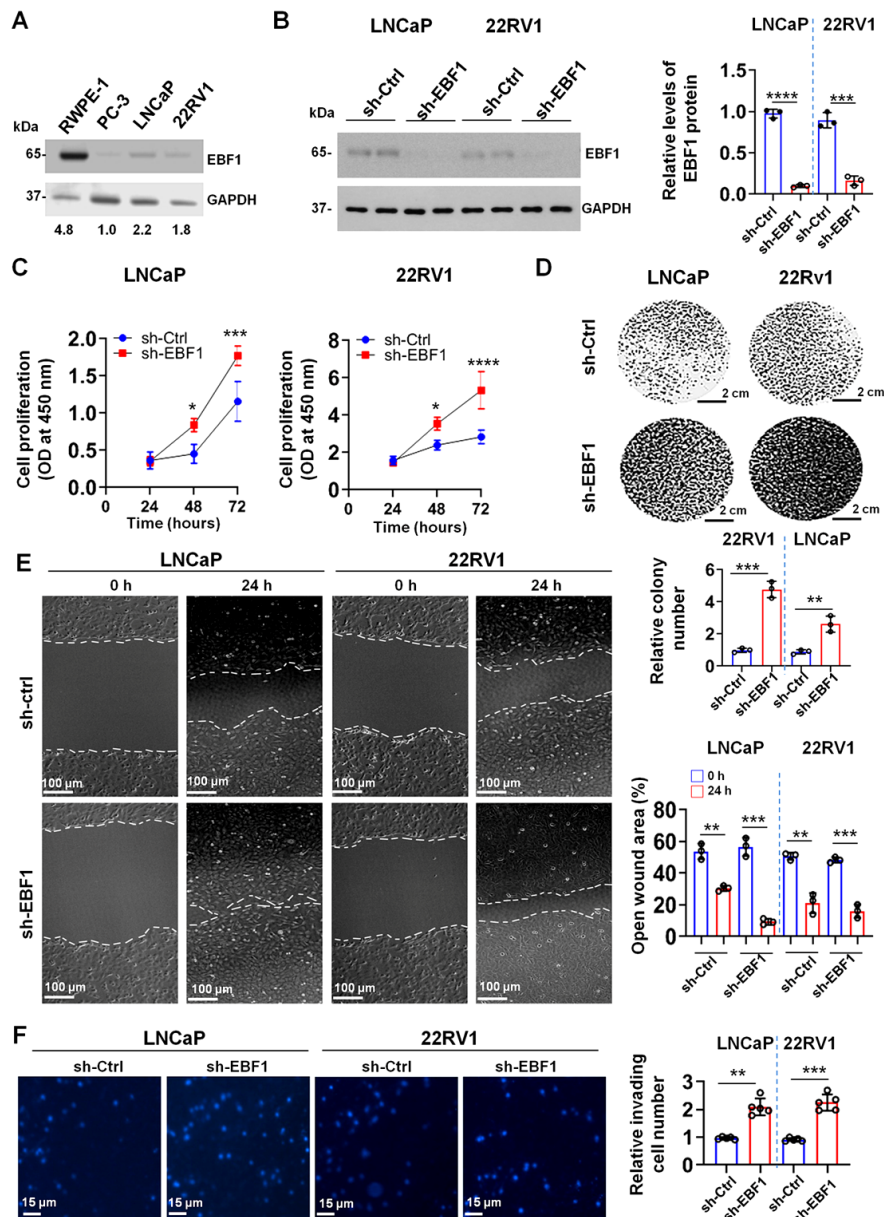 A
RWPE-1 PC-3 LNCaP 22RV1
kDa
65- EBF1
37- GAPDH
4.8 1.0 2.2 1.8
B
LNCaP 22RV1
sh-Ctrl sh-EBF1 sh-Ctrl sh-EBF1
kDa
65- EBF1
37- GAPDH
LNCaP 22RV1
Relative levels of
EBF1 protein
1.5
1.0
0.5
0.0
**** ***
sh-Ctrl sh-EBF1 sh-Ctrl sh-EBF1
C
LNCaP
Cell proliferation
(OD at 450 nm)
2.0
1.5
1.0
0.5
0.0
sh-Ctrl
sh-EBF1
* ***
24 48 72
Time (hours)
22RV1
Cell proliferation
(OD at 450 nm)
8
6
4
2
0
sh-Ctrl
sh-EBF1
* ****
24 48 72
Time (hours)
D
LNCaP 22Rv1
sh-Ctrl
2 cm 2 cm
sh-EBF1
2 cm 2 cm
22RV1 LNCaP
Relative colony
number
6
4
2
0
*** **
sh-Ctrl sh-EBF1 sh-Ctrl sh-EBF1
E
LNCaP 22RV1
0 h 24 h 0 h 24 h
sh-ctrl
100 µm 100 µm 100 µm 100 µm
sh-EBF1
100 µm 100 µm 100 µm 100 µm
LNCaP 22RV1
0 h
24 h
Open wound area (%)
80
60
40
20
0
** *** ** ***
sh-Ctrl sh-EBF1 sh-Ctrl sh-EBF1
F
LNCaP 22RV1
sh-Ctrl sh-EBF1 sh-Ctrl sh-EBF1
15 µm 15 µm 15 µm 15 µm
LNCaP 22RV1
Relative invading
cell number
3
2
1
0
** ***
sh-Ctrl sh-EBF1 sh-Ctrl sh-EBF1